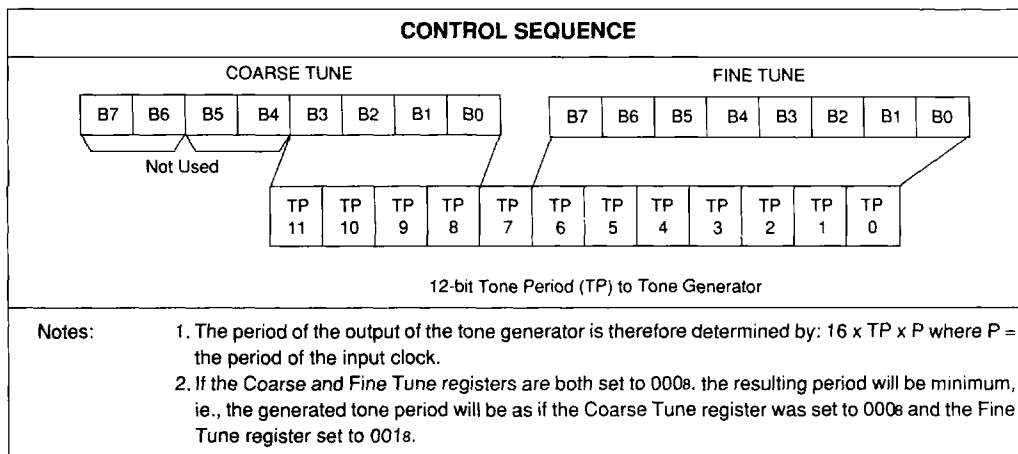 CONTROL SEQUENCE
COARSE TUNE
FINE TUNE
B7 B6 B5 B4 B3 B2 B1 B0
B7 B6 B5 B4 B3 B2 B1 B0
Not Used
TP 11 TP 10 TP 9 TP 8 TP 7 TP 6 TP 5 TP 4 TP 3 TP 2 TP 1 TP 0
12-bit Tone Period (TP) to Tone Generator
Notes: 1. The period of the output of the tone generator is therefore determined by: 16 x TP x P where P =
the period of the input clock.
2. If the Coarse and Fine Tune registers are both set to 0008. the resulting period will be minimum,
ie., the generated tone period will be as if the Coarse Tune register was set to 0008 and the Fine
Tune register set to 0018.